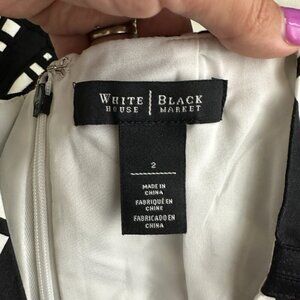 WHITE | BLACK
HOUSE | MARKET
2
MADE IN
CHINA
FABRIQUÉ EN
CHINE
FABRICADO EN
CHINA